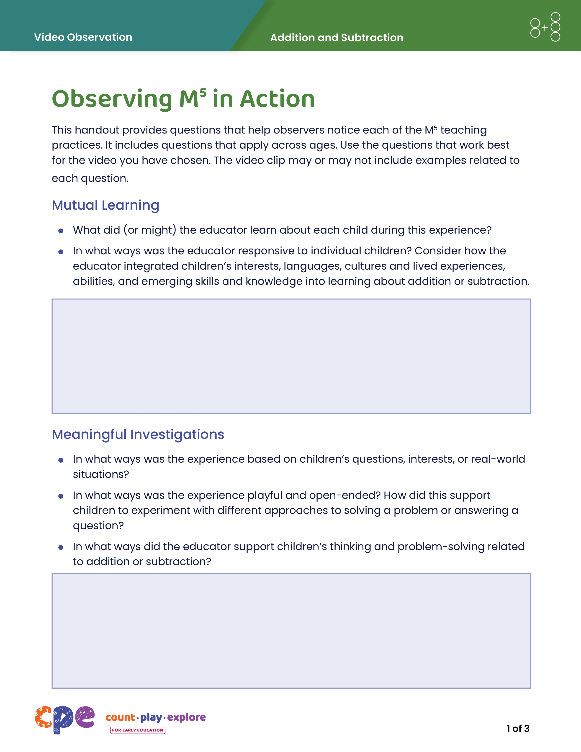 Video Observation
Addition and Subtraction
8+8
Observing M⁵ in Action
This handout provides questions that help observers notice each of the M⁵ teaching
practices. It includes questions that apply across ages. Use the questions that work best
for the video you have chosen. The video clip may or may not include examples related to
each question.
Mutual Learning
• What did (or might) the educator learn about each child during this experience?
• In what ways was the educator responsive to individual children? Consider how the
educator integrated children’s interests, languages, cultures and lived experiences,
abilities, and emerging skills and knowledge into learning about addition or subtraction.
Meaningful Investigations
• In what ways was the experience based on children’s questions, interests, or real-world
situations?
• In what ways was the experience playful and open-ended? How did this support
children to experiment with different approaches to solving a problem or answering a
question?
• In what ways did the educator support children’s thinking and problem-solving related
to addition or subtraction?
cpe
count·play·explore
FOR EARLY EDUCATION
1 of 3